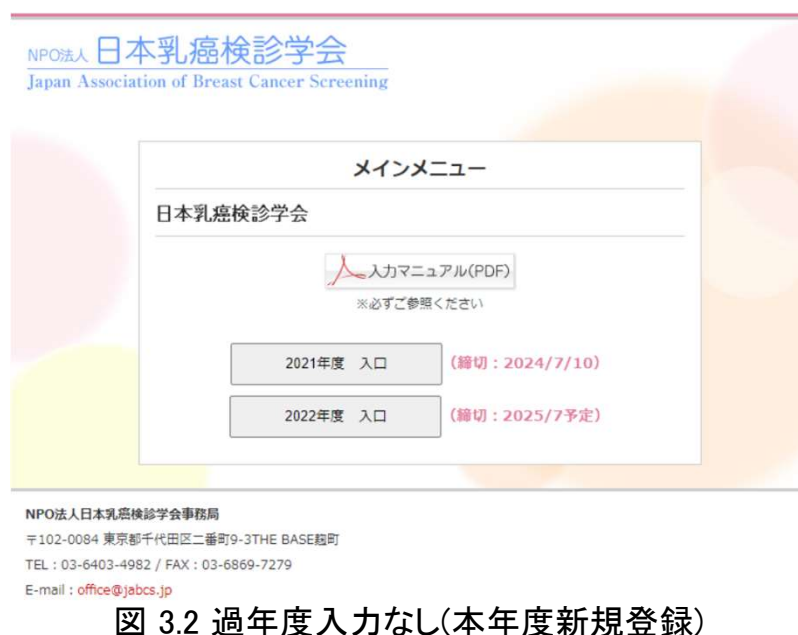 NPO法人 日本乳癌検診学会
Japan Association of Breast Cancer Screening
メインメニュー
日本乳癌検診学会
入力マニュアル(PDF)
※必ずご参照ください
2021年度 入口 (締切：2024/7/10)
2022年度 入口 (締切：2025/7予定)
NPO法人日本乳癌検診学会事務局
〒102-0084 東京都千代田区二番町9-3THE BASE麹町
TEL : 03-6403-4982 / FAX : 03-6869-7279
E-mail : office@jabcs.jp
図 3.2 過年度入力なし(本年度新規登録)